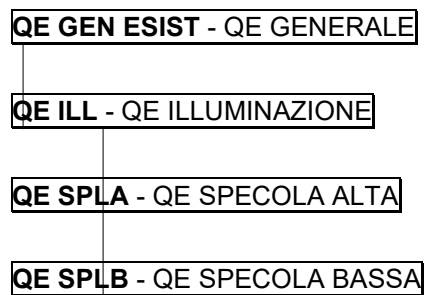 QE GEN ESIST - QE GENERALE
QE ILL - QE ILLUMINAZIONE
QE SPLA - QE SPECOLA ALTA
QE SPLB - QE SPECOLA BASSA